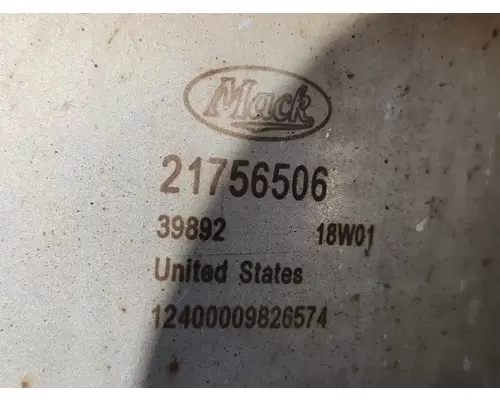 Mack
21756506
39892 18W01
United States
12400009826574